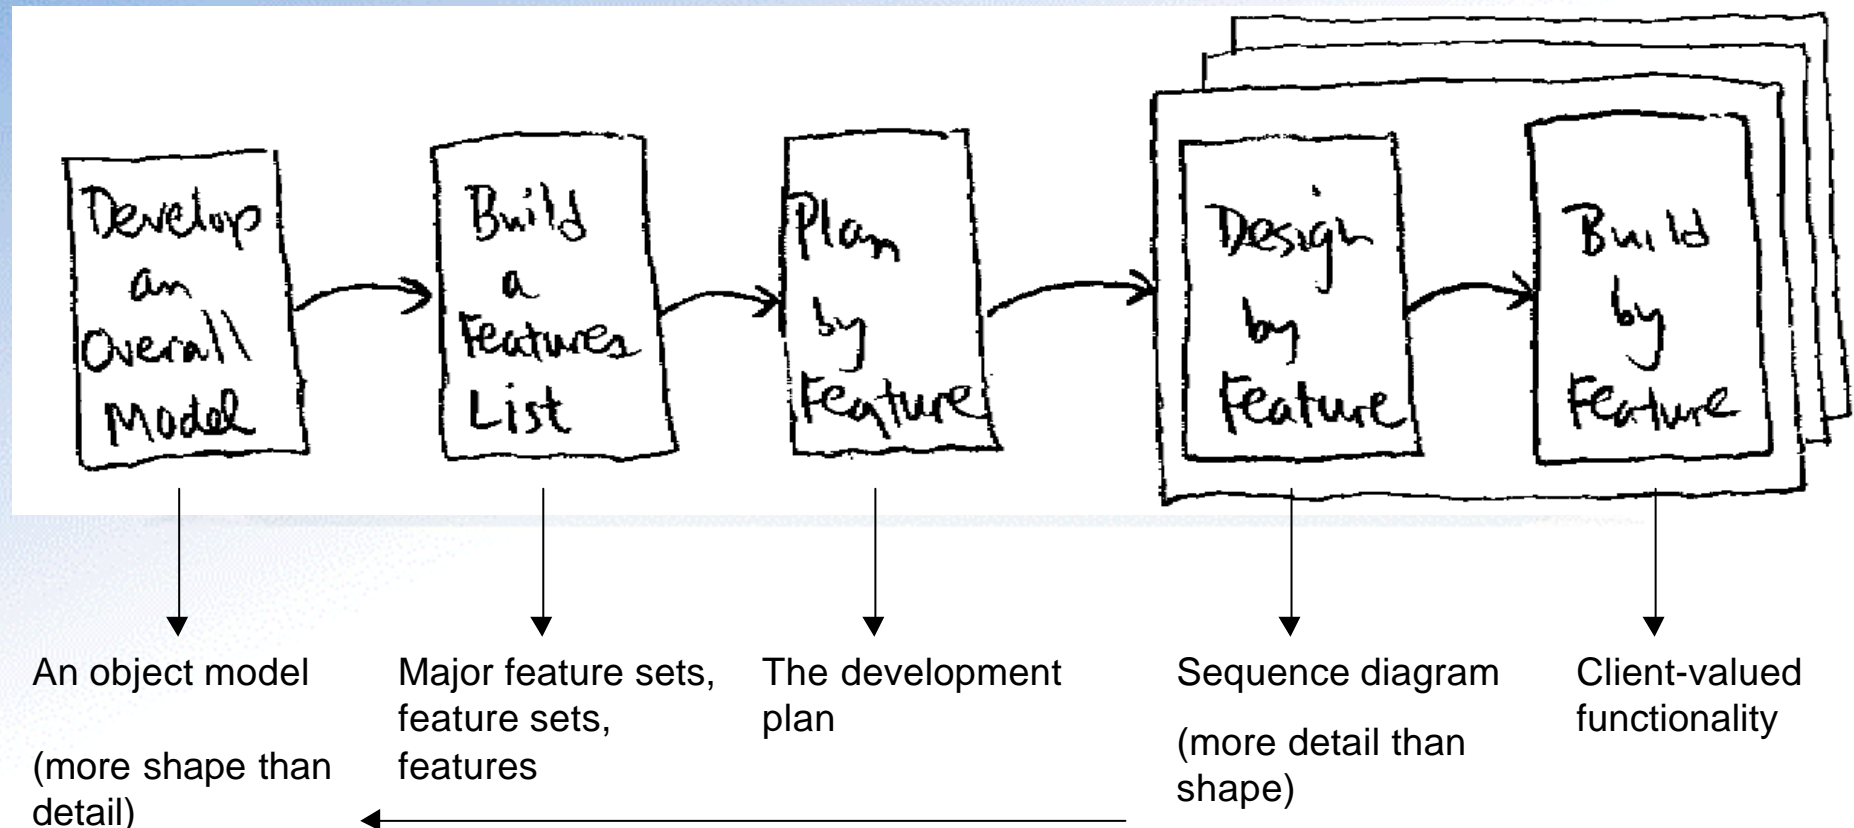 Develop
an
Overall
Model
Build
a
Features
List
Plan
by
Feature
Design
by
Feature
Build
by
Feature
An object model
(more shape than
detail)
Major feature sets,
feature sets,
features
The development
plan
Sequence diagram
(more detail than
shape)
Client-valued
functionality